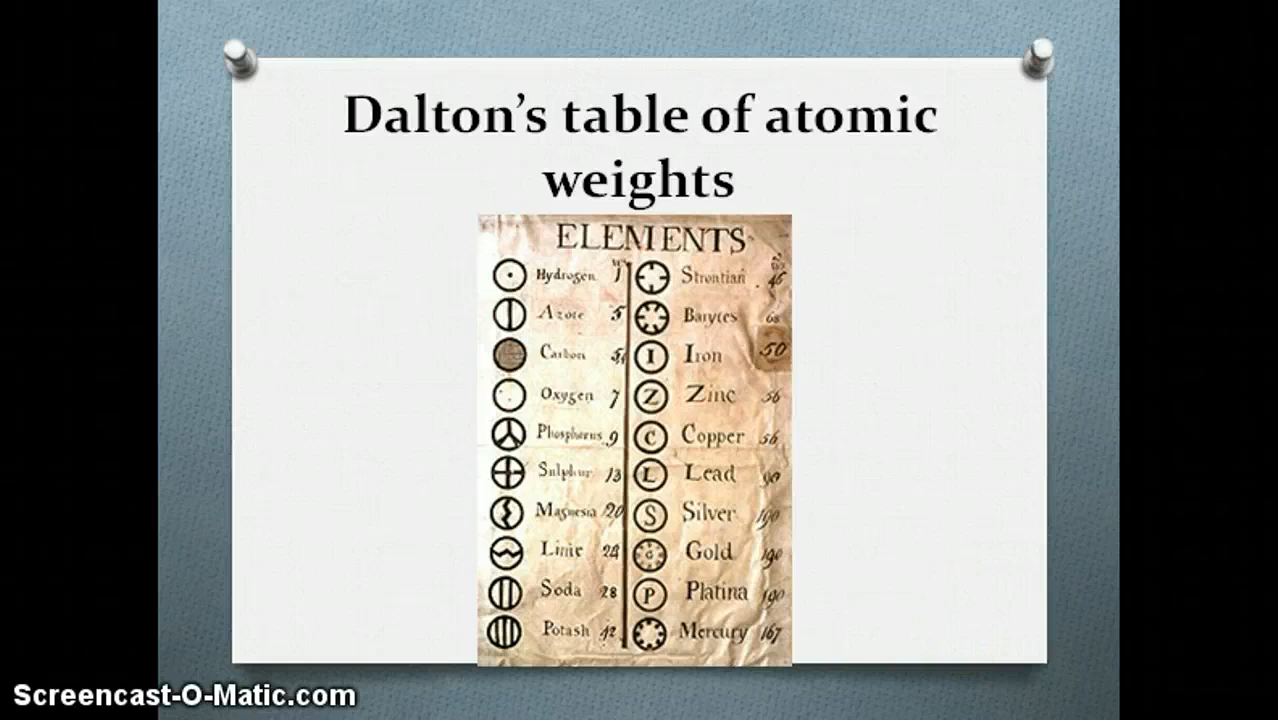 Dalton's table of atomic
weights
ELEMENTS
Hydrogen 1
Azote 5
Carbon 5
Oxygen 7
Phosphorus 9
Sulphur 13
Magnesia 20
Lime 24
Soda 28
Potash 42
Strontian 46
Barytes 68
I Iron 50
Z Zinc 56
C Copper 56
L Lead 90
S Silver 190
G Gold 190
P Platina 190
Mercury 167
Screencast-O-Matic.com